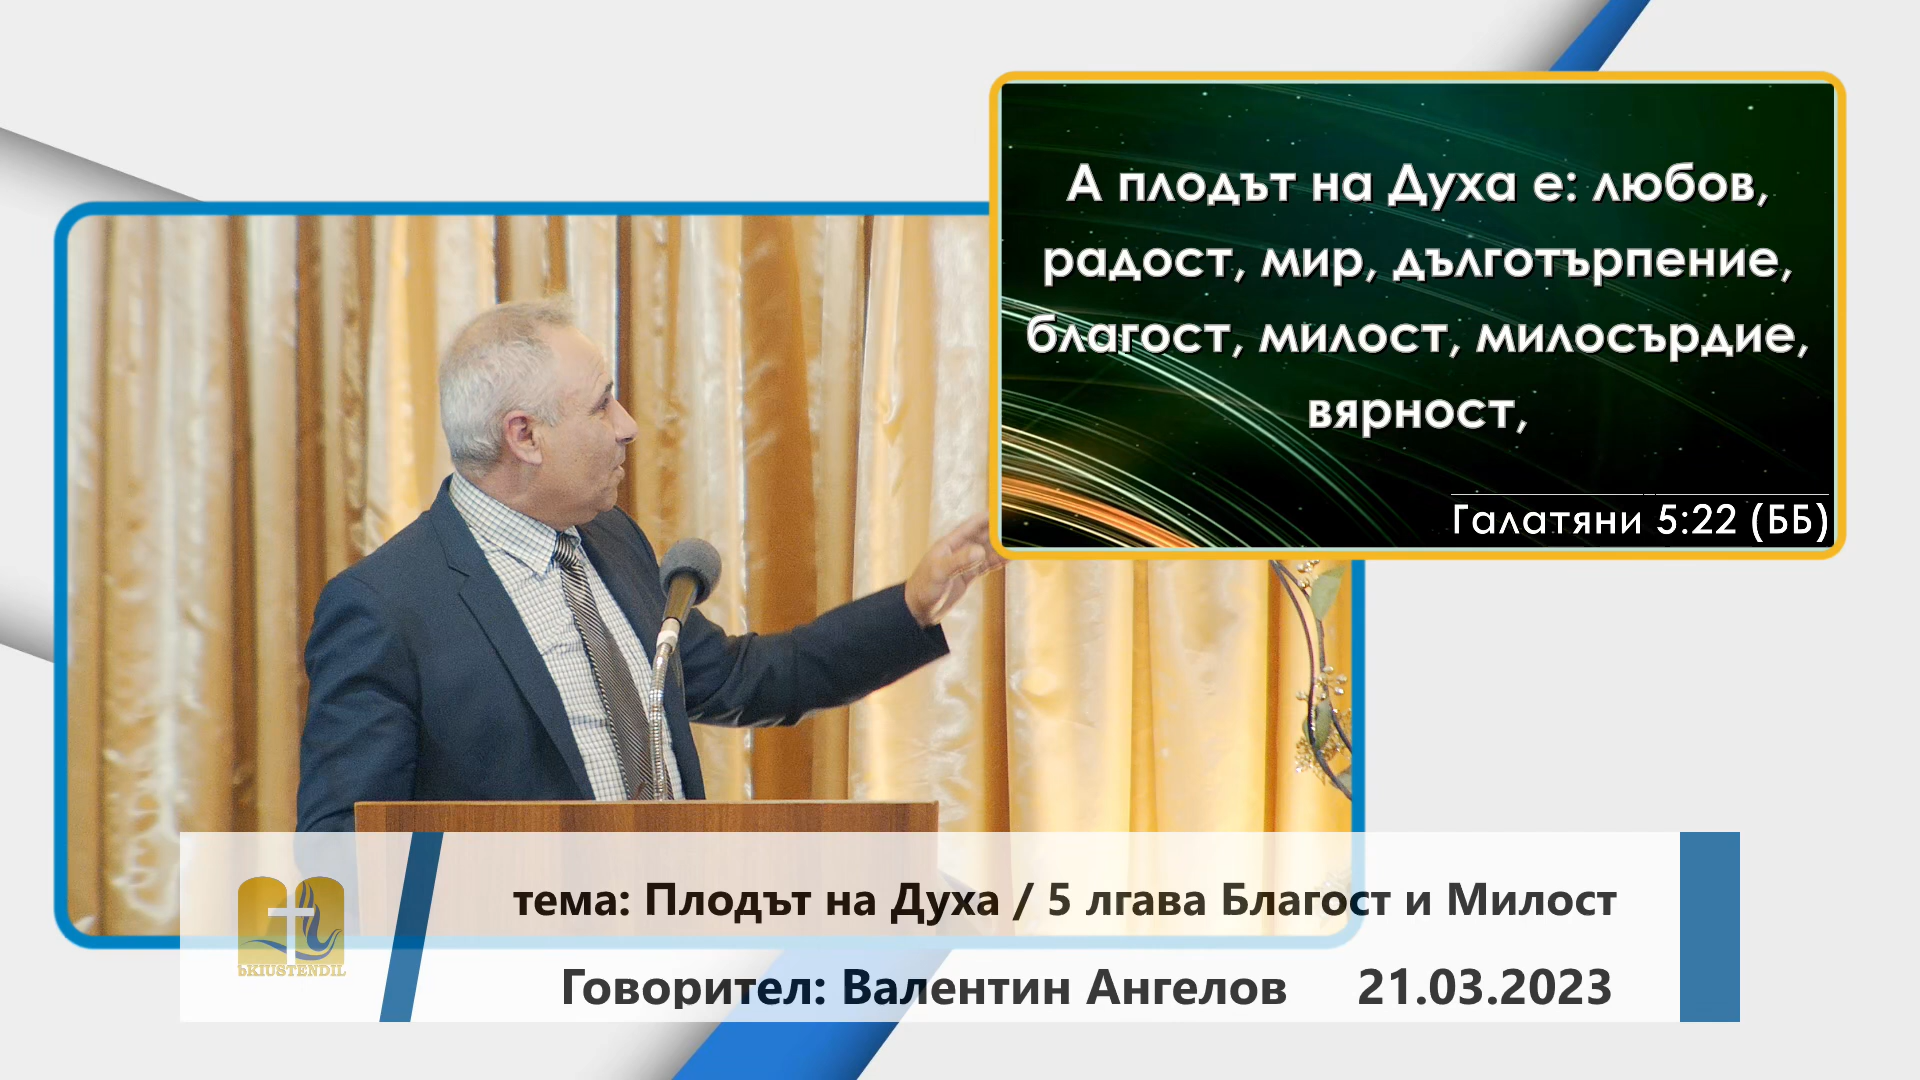 А плодът на Духа е: любов,
радост, мир, дълготърпение,
благост, милост, милосърдие,
вярност,
Галатяни 5:22 (ББ)
тема: Плодът на Духа / 5 лгава Благост и Милост
Говорител: Валентин Ангелов 21.03.2023
ЪKIUSTENDIL